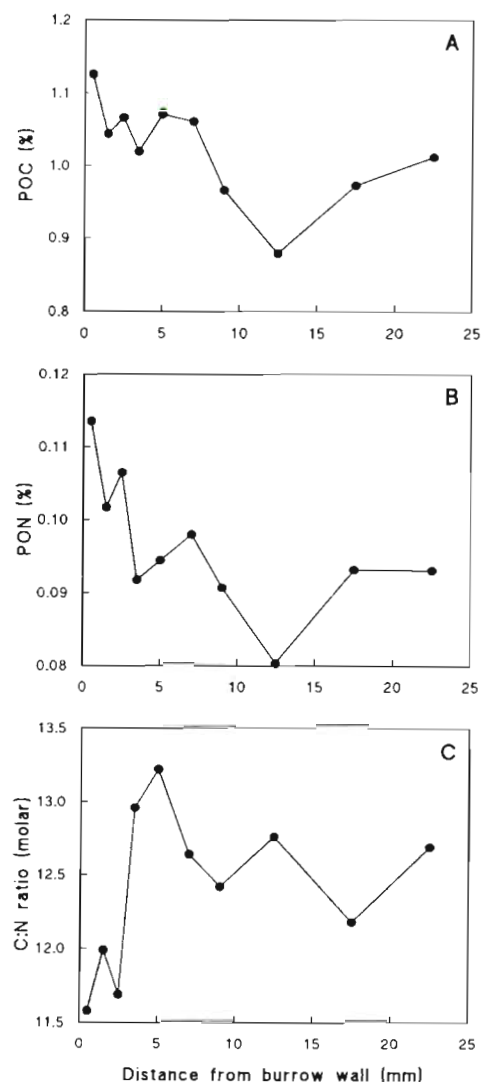 A
1.2
1.1
1.0
0.9
0.8
POC (%)
0 5 10 15 20 25
B
0.12
0.11
0.10
0.09
0.08
PON (%)
0 5 10 15 20 25
C
13.5
13.0
12.5
12.0
11.5
C:N ratio (molar)
0 5 10 15 20 25
Distance from burrow wall (mm)